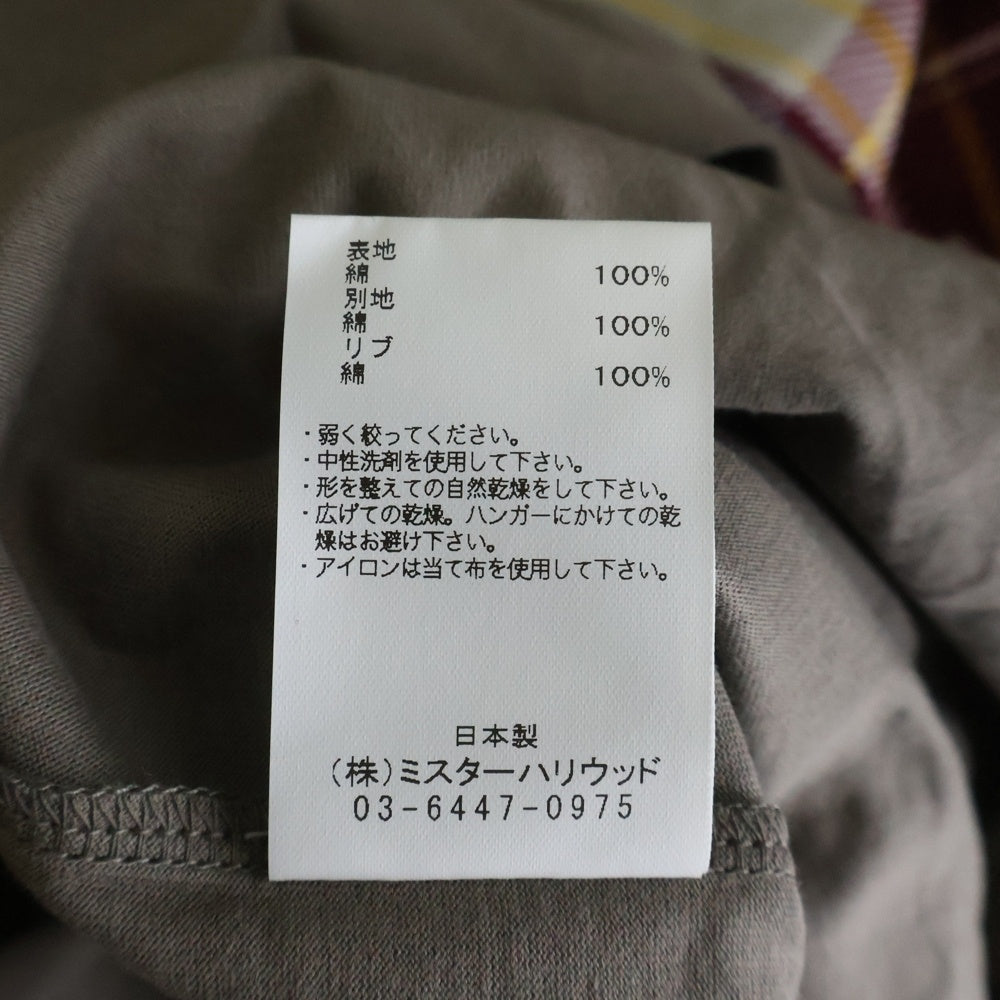 表地
綿 100%
別地
綿 100%
リブ
綿 100%
・弱く絞ってください。
・中性洗剤を使用して下さい。
・形を整えての自然乾燥をして下さい。
・広げての乾燥。ハンガーにかけての乾
燥はお避け下さい。
・アイロンは当て布を使用して下さい。
日本製
(株)ミスターハリウッド
03-6447-0975